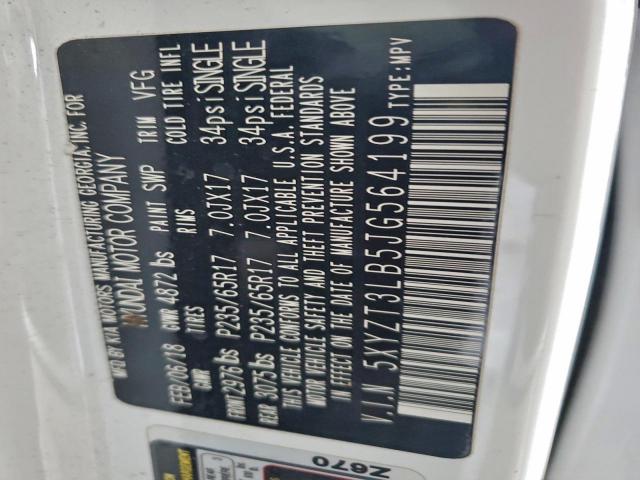 MFG BY KIA MOTORS MANUFACTURING GEORGIA, INC. FOR
HYUNDAI MOTOR COMPANY
FEB/06/18 GVWR 4872 lbs PAINT SWP TRIM VFG
GAWR TIRES RIMS COLD TIRE INFL
FRONT 2976 lbs P235/65R17 7.0JX17 34psi SINGLE
REAR 3075 lbs P235/65R17 7.0JX17 34psi SINGLE
THIS VEHICLE CONFORMS TO ALL APPLICABLE U.S.A. FEDERAL
MOTOR VEHICLE SAFETY AND THEFT PREVENTION STANDARDS
IN EFFECT ON THE DATE OF MANUFACTURE SHOWN ABOVE
V.I.N 5XYZT3LB5JG564199 TYPE:MPV
Z670